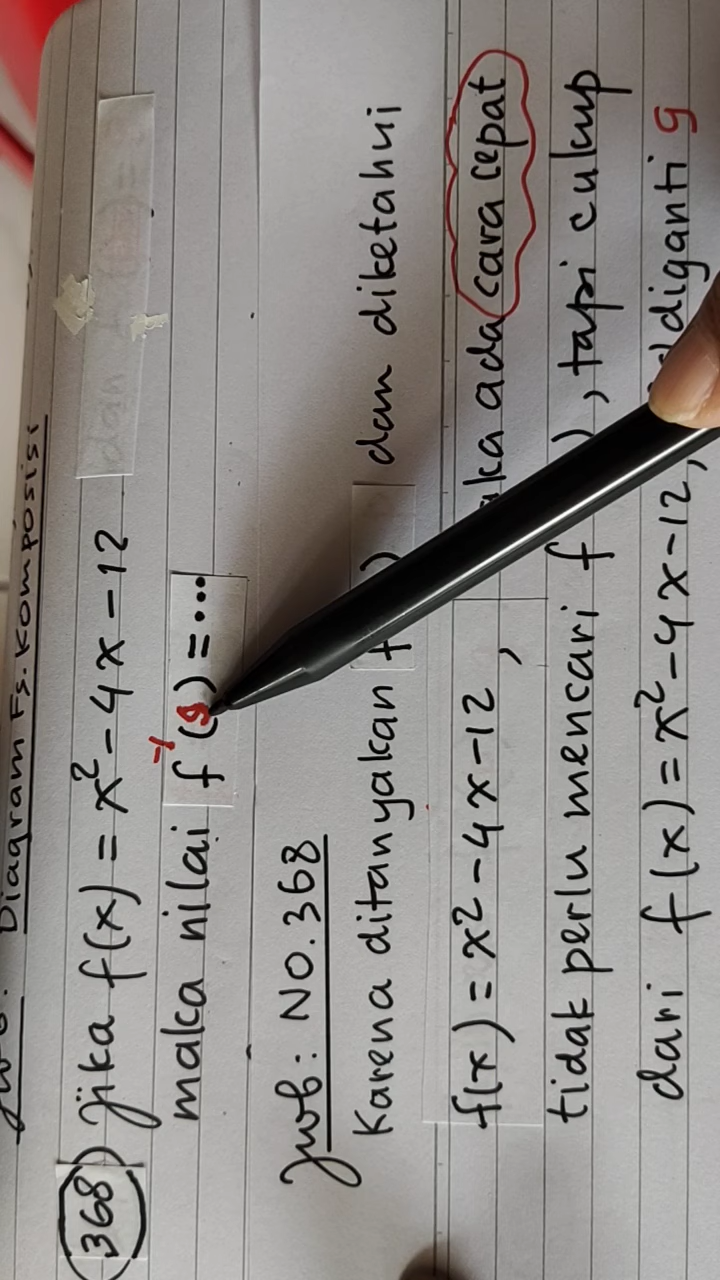 Diagram Fs. Komposisi
368) Jika f(x) = x² - 4x - 12
maka nilai f⁻¹(9) = ...
Jwb: No. 368
Karena ditanyakan f dan diketahui
f(x) = x² - 4x - 12, ada cara cepat
tidak perlu mencari f ), tapi cukup
dari f(x) = x² - 4x - 12, diganti 9